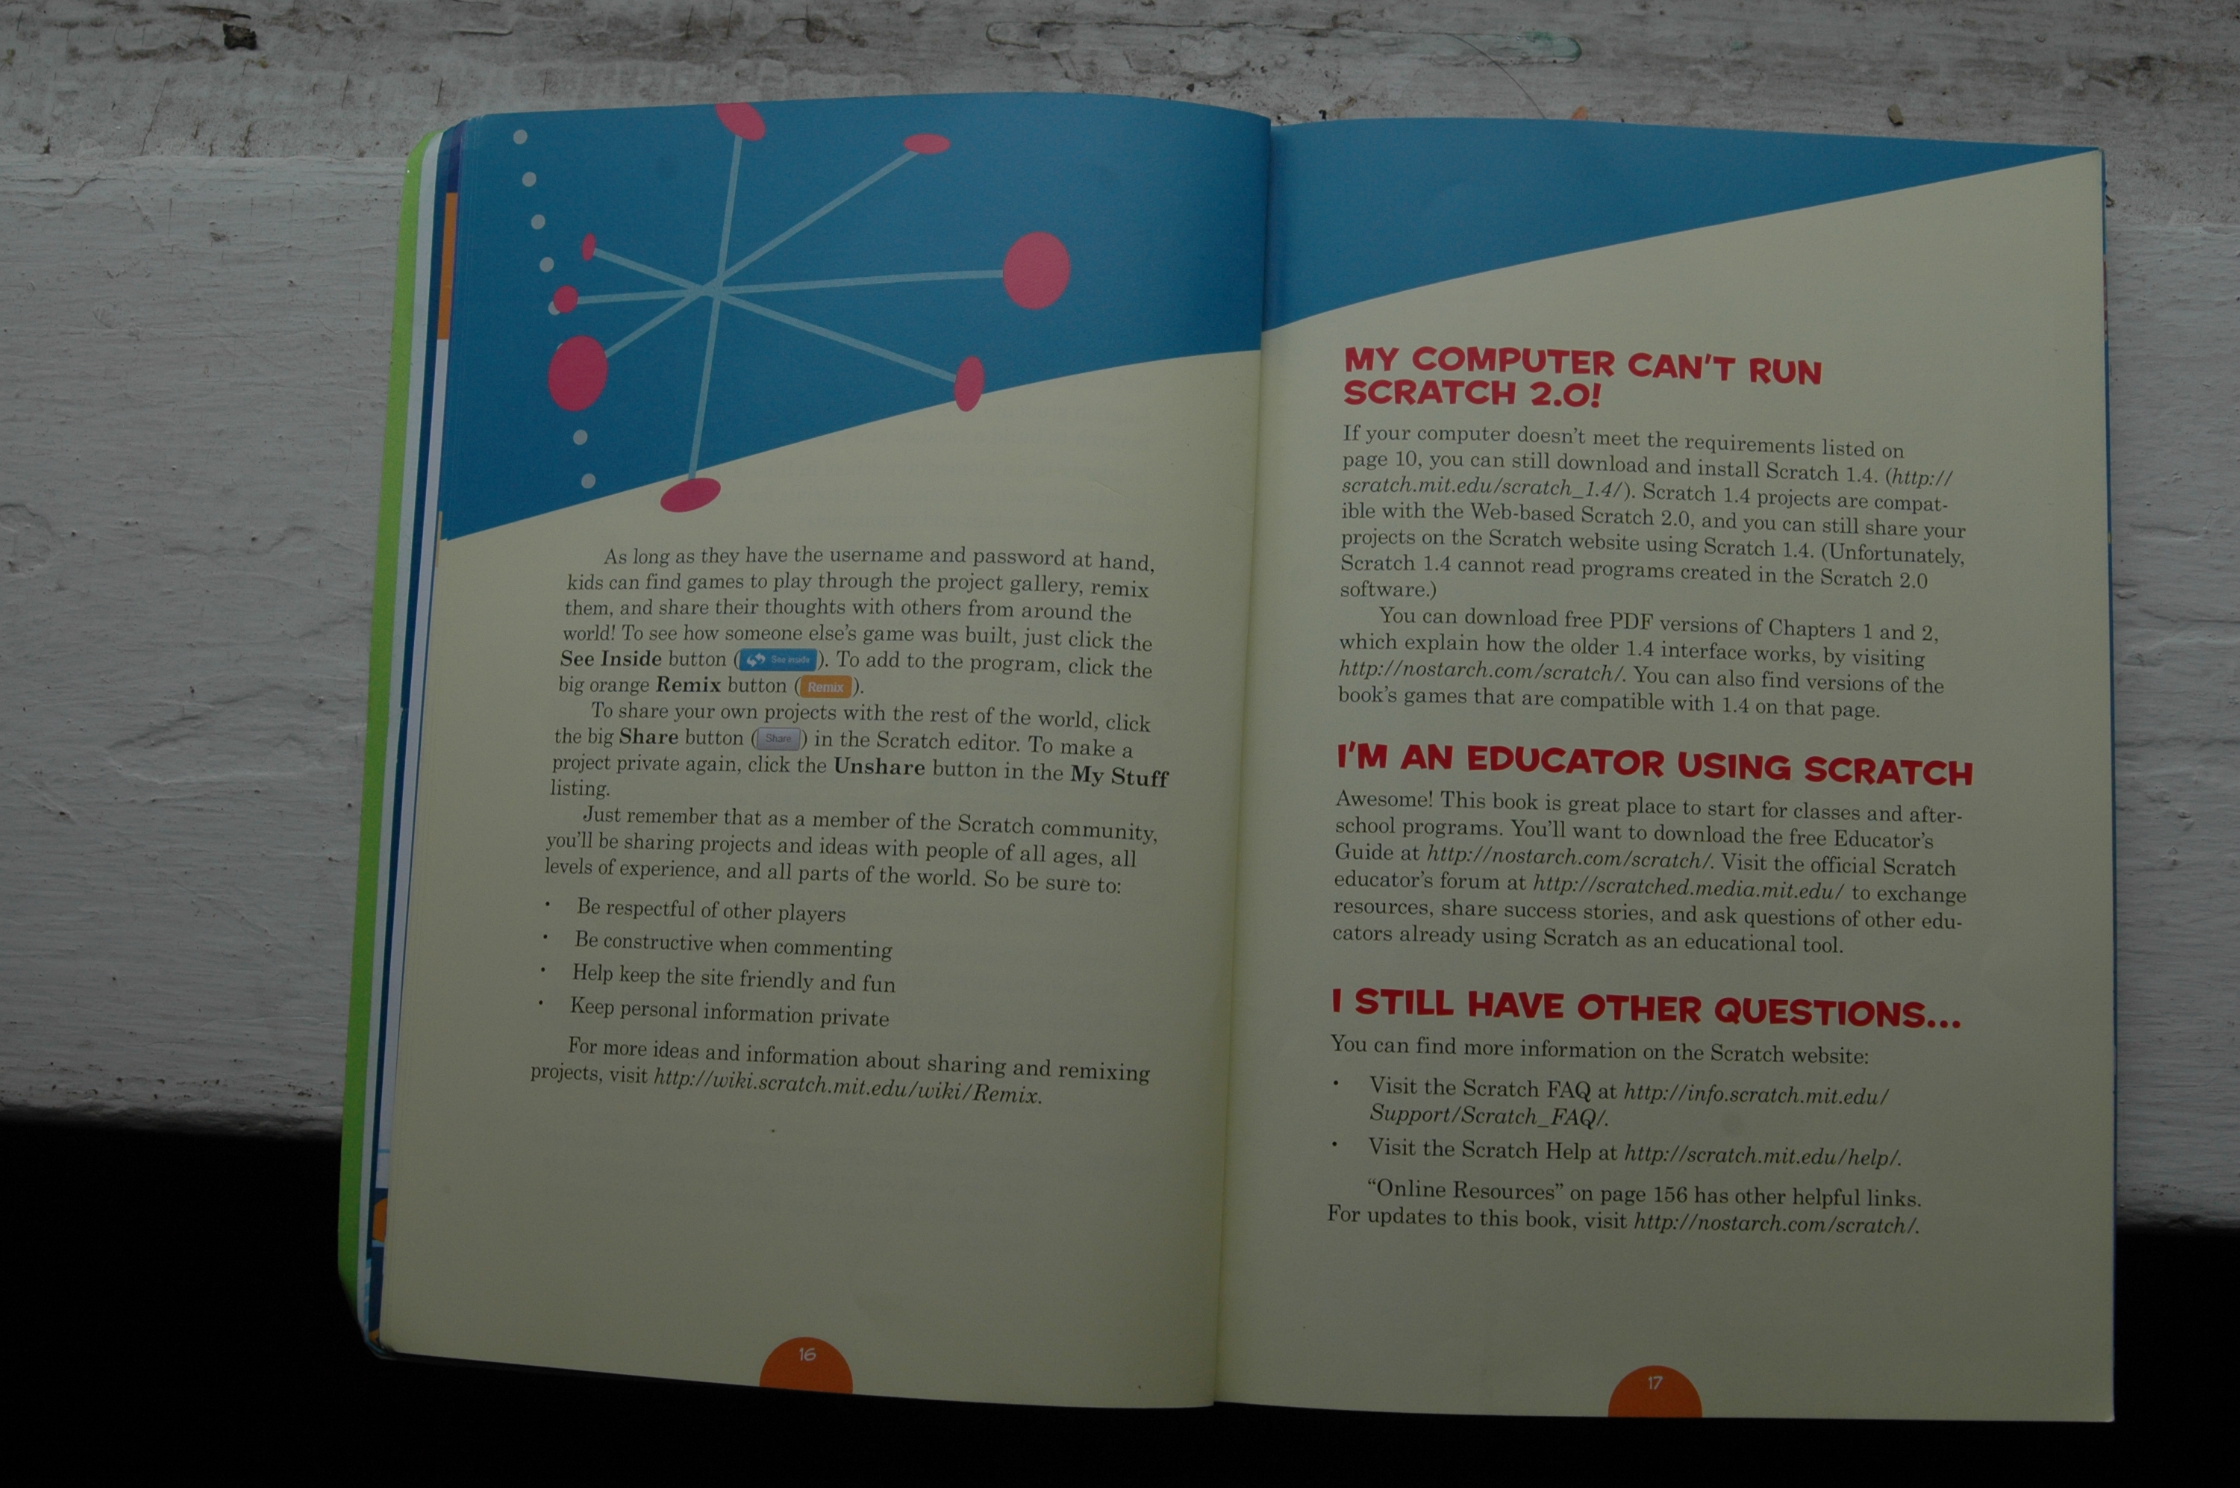 As long as they have the username and password at hand,
kids can find games to play through the project gallery, remix
them, and share their thoughts with others from around the
world! To see how someone else's game was built, just click the
See Inside button ( See inside ). To add to the program, click the
big orange Remix button ( Remix ).
To share your own projects with the rest of the world, click
the big Share button ( Share ) in the Scratch editor. To make a
project private again, click the Unshare button in the My Stuff
listing.
Just remember that as a member of the Scratch community,
you'll be sharing projects and ideas with people of all ages, all
levels of experience, and all parts of the world. So be sure to:
• Be respectful of other players
• Be constructive when commenting
• Help keep the site friendly and fun
• Keep personal information private
For more ideas and information about sharing and remixing
projects, visit http://wiki.scratch.mit.edu/wiki/Remix.
16
MY COMPUTER CAN'T RUN
SCRATCH 2.0!
If your computer doesn't meet the requirements listed on
page 10, you can still download and install Scratch 1.4. (http://
scratch.mit.edu/scratch_1.4/). Scratch 1.4 projects are compat-
ible with the Web-based Scratch 2.0, and you can still share your
projects on the Scratch website using Scratch 1.4. (Unfortunately,
Scratch 1.4 cannot read programs created in the Scratch 2.0
software.)
You can download free PDF versions of Chapters 1 and 2,
which explain how the older 1.4 interface works, by visiting
http://nostarch.com/scratch/. You can also find versions of the
book's games that are compatible with 1.4 on that page.
I'M AN EDUCATOR USING SCRATCH
Awesome! This book is great place to start for classes and after-
school programs. You'll want to download the free Educator's
Guide at http://nostarch.com/scratch/. Visit the official Scratch
educator's forum at http://scratched.media.mit.edu/ to exchange
resources, share success stories, and ask questions of other edu-
cators already using Scratch as an educational tool.
I STILL HAVE OTHER QUESTIONS...
You can find more information on the Scratch website:
• Visit the Scratch FAQ at http://info.scratch.mit.edu/
Support/Scratch_FAQ/.
• Visit the Scratch Help at http://scratch.mit.edu/help/.
"Online Resources" on page 156 has other helpful links.
For updates to this book, visit http://nostarch.com/scratch/.
17